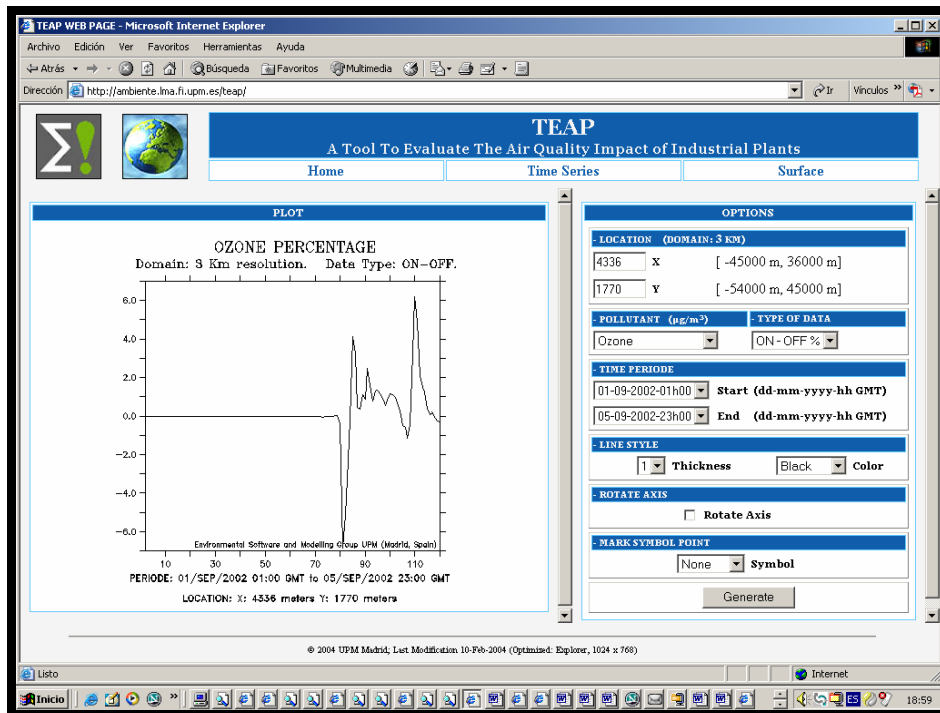 TEAP WEB PAGE - Microsoft Internet Explorer
Archivo Edición Ver Favoritos Herramientas Ayuda
Atrás Búsqueda Favoritos Multimedia
Dirección http://ambiente.lma.fi.upm.es/teap/ Ir Vínculos »
Σ!
TEAP
A Tool To Evaluate The Air Quality Impact of Industrial Plants
Home Time Series Surface
PLOT
OZONE PERCENTAGE
Domain: 3 Km resolution. Data Type: ON-OFF.
6.0
4.0
2.0
0.0
-2.0
-4.0
-6.0
Environmental Software and Modelling Group UPM (Madrid, Spain)
10 30 50 70 90 110
PERIODE: 01/SEP/2002 01:00 GMT to 05/SEP/2002 23:00 GMT
LOCATION: X: 4336 meters Y: 1770 meters
OPTIONS
- LOCATION (DOMAIN: 3 KM)
4336 X [ -45000 m, 36000 m]
1770 Y [ -54000 m, 45000 m]
- POLLUTANT (µg/m³) - TYPE OF DATA
Ozone ON - OFF %
- TIME PERIODE
01-09-2002-01h00 Start (dd-mm-yyyy-hh GMT)
05-09-2002-23h00 End (dd-mm-yyyy-hh GMT)
- LINE STYLE
1 Thickness Black Color
- ROTATE AXIS
Rotate Axis
- MARK SYMBOL POINT
None Symbol
Generate
© 2004 UPM Madrid; Last Modification 10-Feb-2004 (Optimized: Explorer, 1024 x 768)
Listo Internet
Inicio » ES 18:59